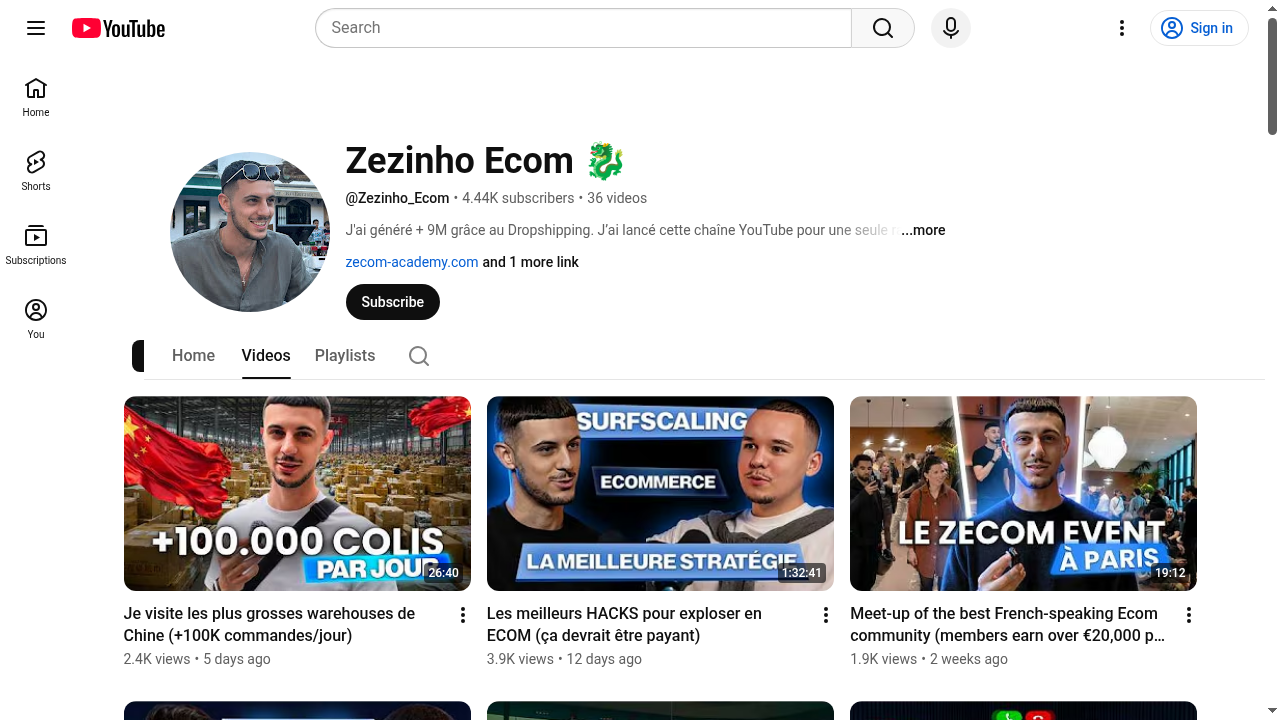 YouTube
Search
Sign in
Home
Shorts
Subscriptions
You
Zezinho Ecom 🐉
@Zezinho_Ecom • 4.44K subscribers • 36 videos
J'ai généré + 9M grâce au Dropshipping. J'ai lancé cette chaîne YouTube pour une seule ...more
zecom-academy.com and 1 more link
Subscribe
Home Videos Playlists
+100.000 COLIS
PAR JOUR
26:40
SURFSCALING
ECOMMERCE
LA MEILLEURE STRATÉGIE
1:32:41
LE ZECOM EVENT
À PARIS
19:12
Je visite les plus grosses warehouses de
Chine (+100K commandes/jour)
2.4K views • 5 days ago
Les meilleurs HACKS pour exploser en
ECOM (ça devrait être payant)
3.9K views • 12 days ago
Meet-up of the best French-speaking Ecom
community (members earn over €20,000 p...
1.9K views • 2 weeks ago